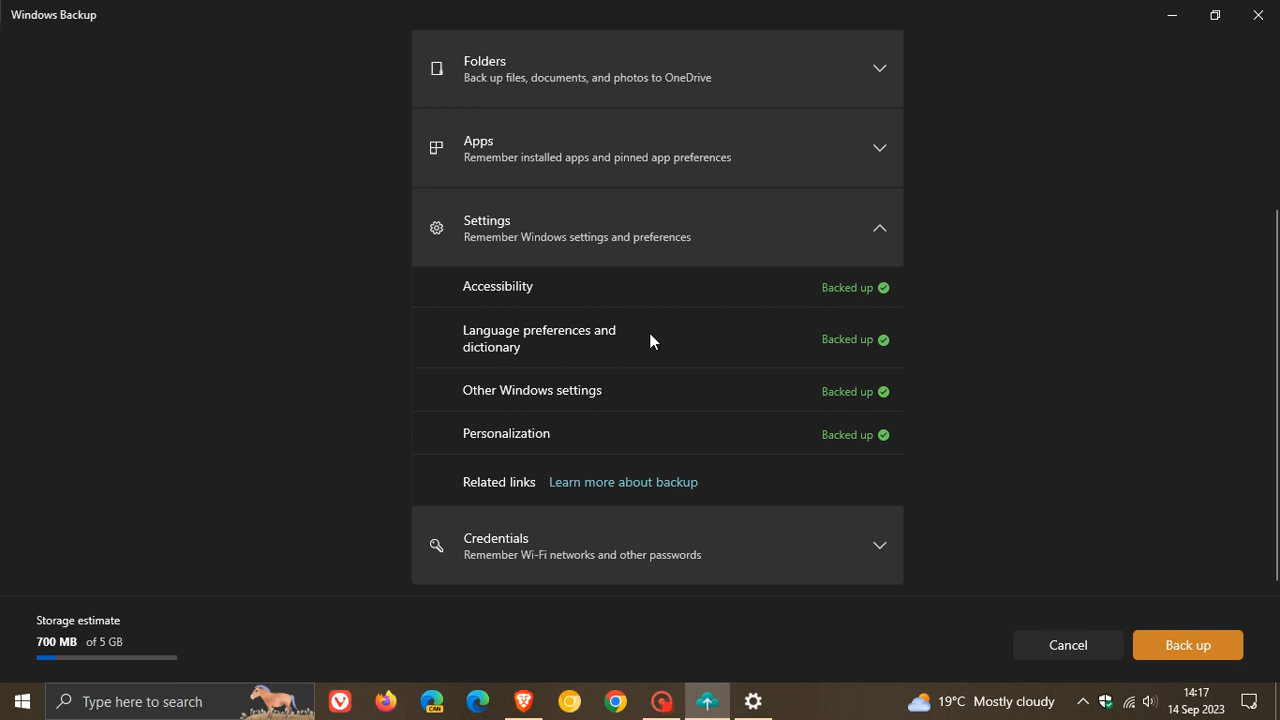 Windows Backup
Folders
Back up files, documents, and photos to OneDrive
Apps
Remember installed apps and pinned app preferences
Settings
Remember Windows settings and preferences
Accessibility
Backed up
Language preferences and
dictionary
Backed up
Other Windows settings
Backed up
Personalization
Backed up
Related links Learn more about backup
Credentials
Remember Wi-Fi networks and other passwords
Storage estimate
700 MB of 5 GB
Cancel
Back up
Type here to search
CAN
19°C Mostly cloudy
14:17
14 Sep 2023